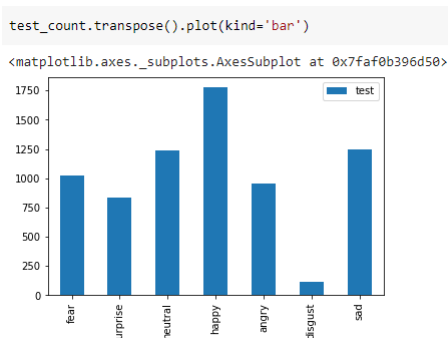 test_count.transpose().plot(kind='bar')
<matplotlib.axes._subplots.AxesSubplot at 0x7faf0b396d50>
test
1750
1500
1250
1000
750
500
250
0
fear
urprise
neutral
happy
angry
disgust
sad